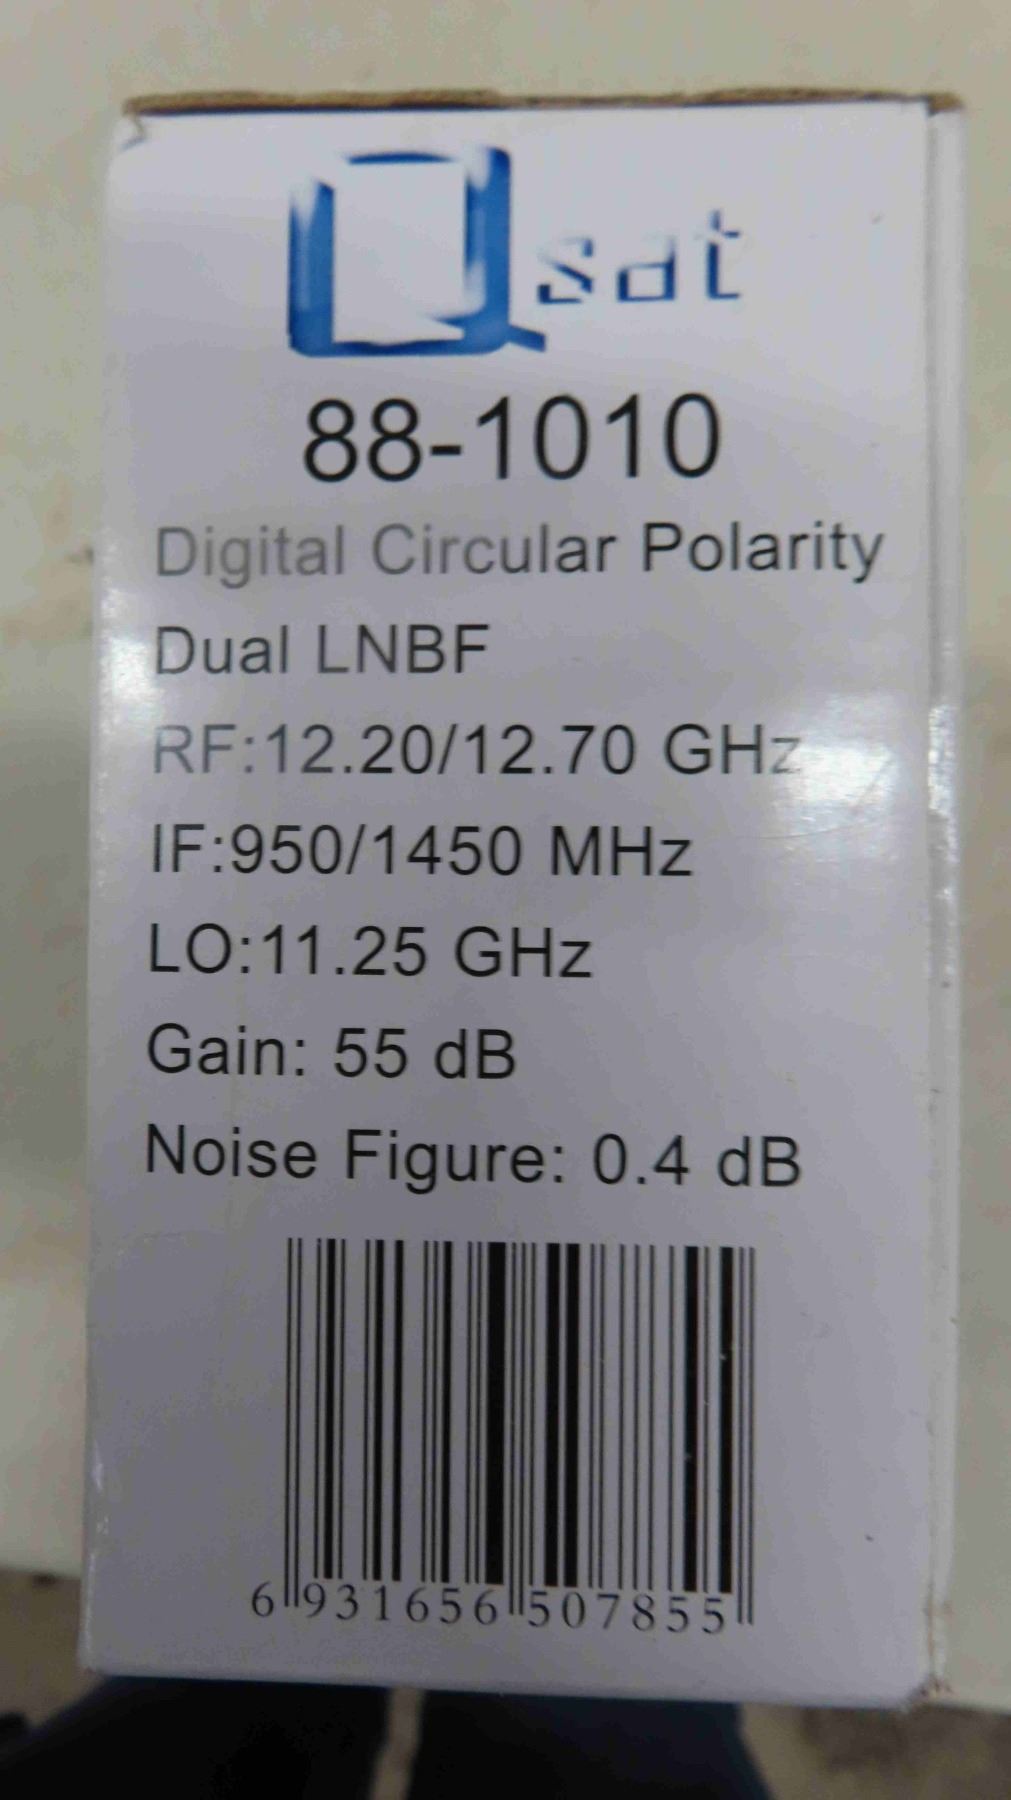 Qsat
88-1010
Digital Circular Polarity
Dual LNBF
RF:12.20/12.70 GHz
IF:950/1450 MHz
LO:11.25 GHz
Gain: 55 dB
Noise Figure: 0.4 dB
6 931656 507855